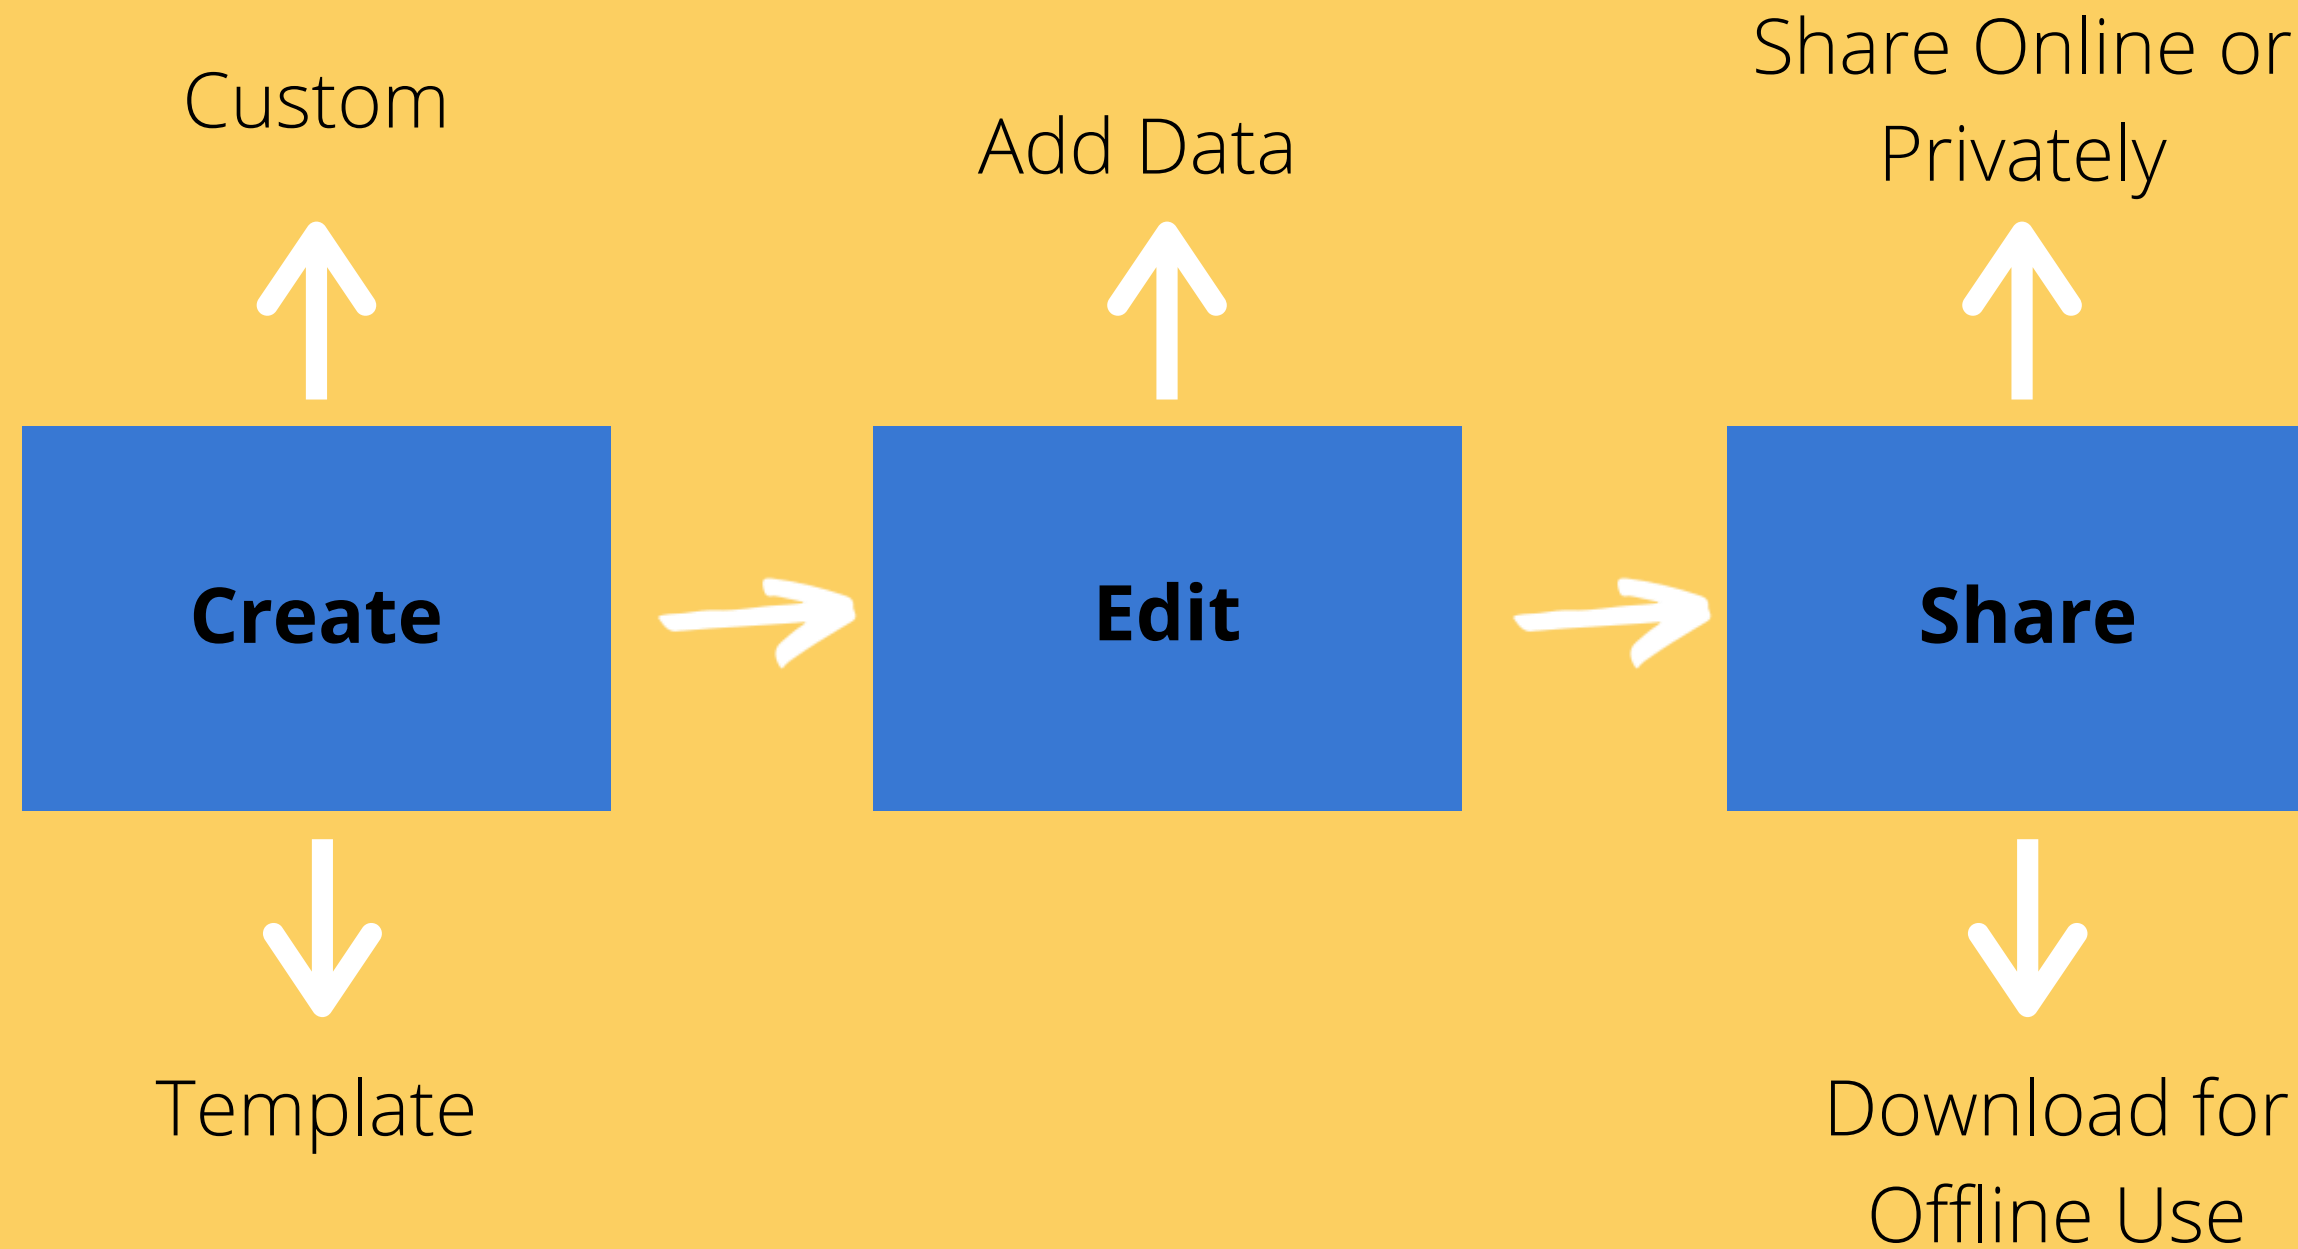 Custom
Add Data
Share Online or
Privately
Create
Edit
Share
Template
Download for
Offline Use